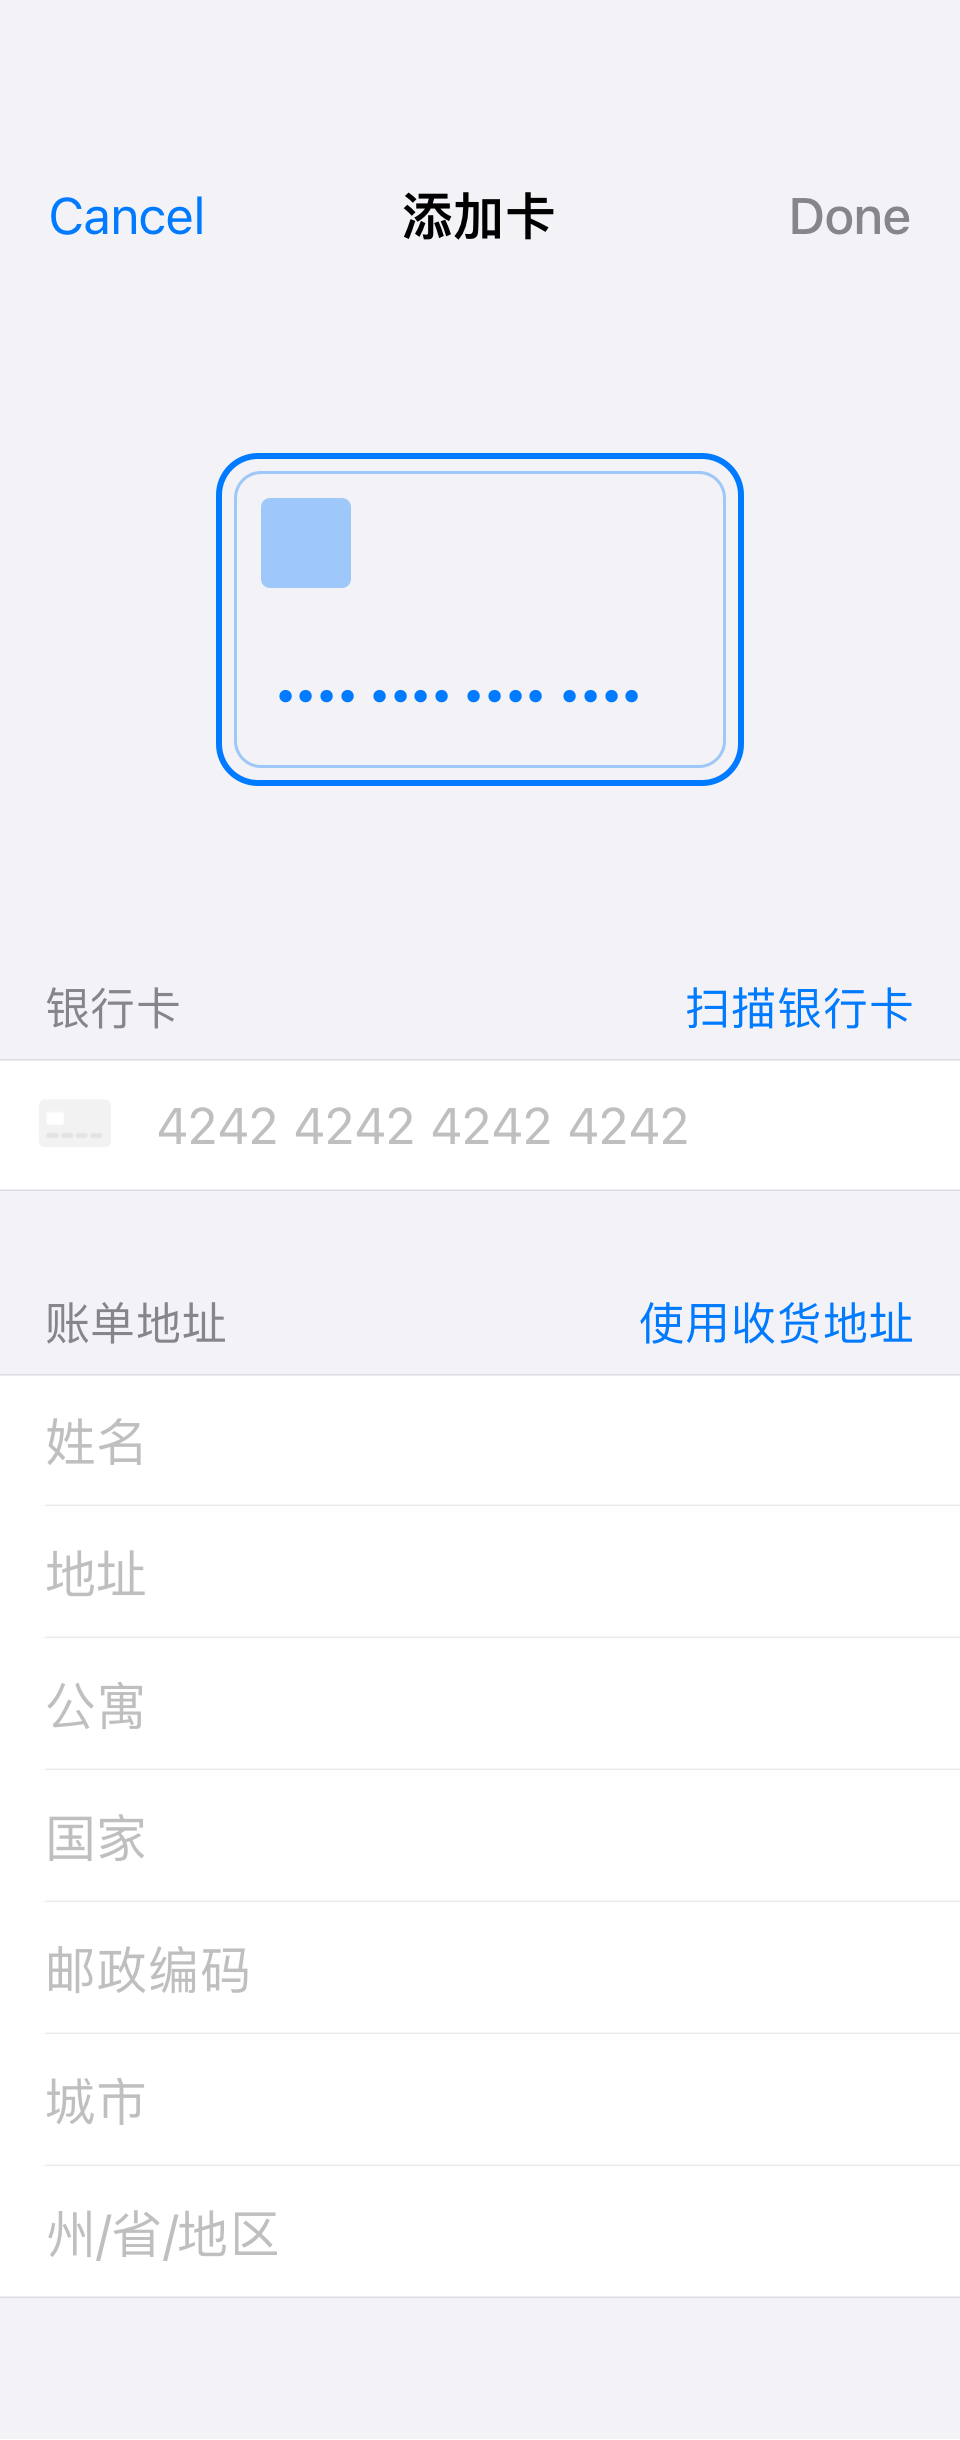 Cancel 添加卡 Done
银行卡 扫描银行卡
4242 4242 4242 4242
账单地址 使用收货地址
姓名
地址
公寓
国家
邮政编码
城市
州/省/地区